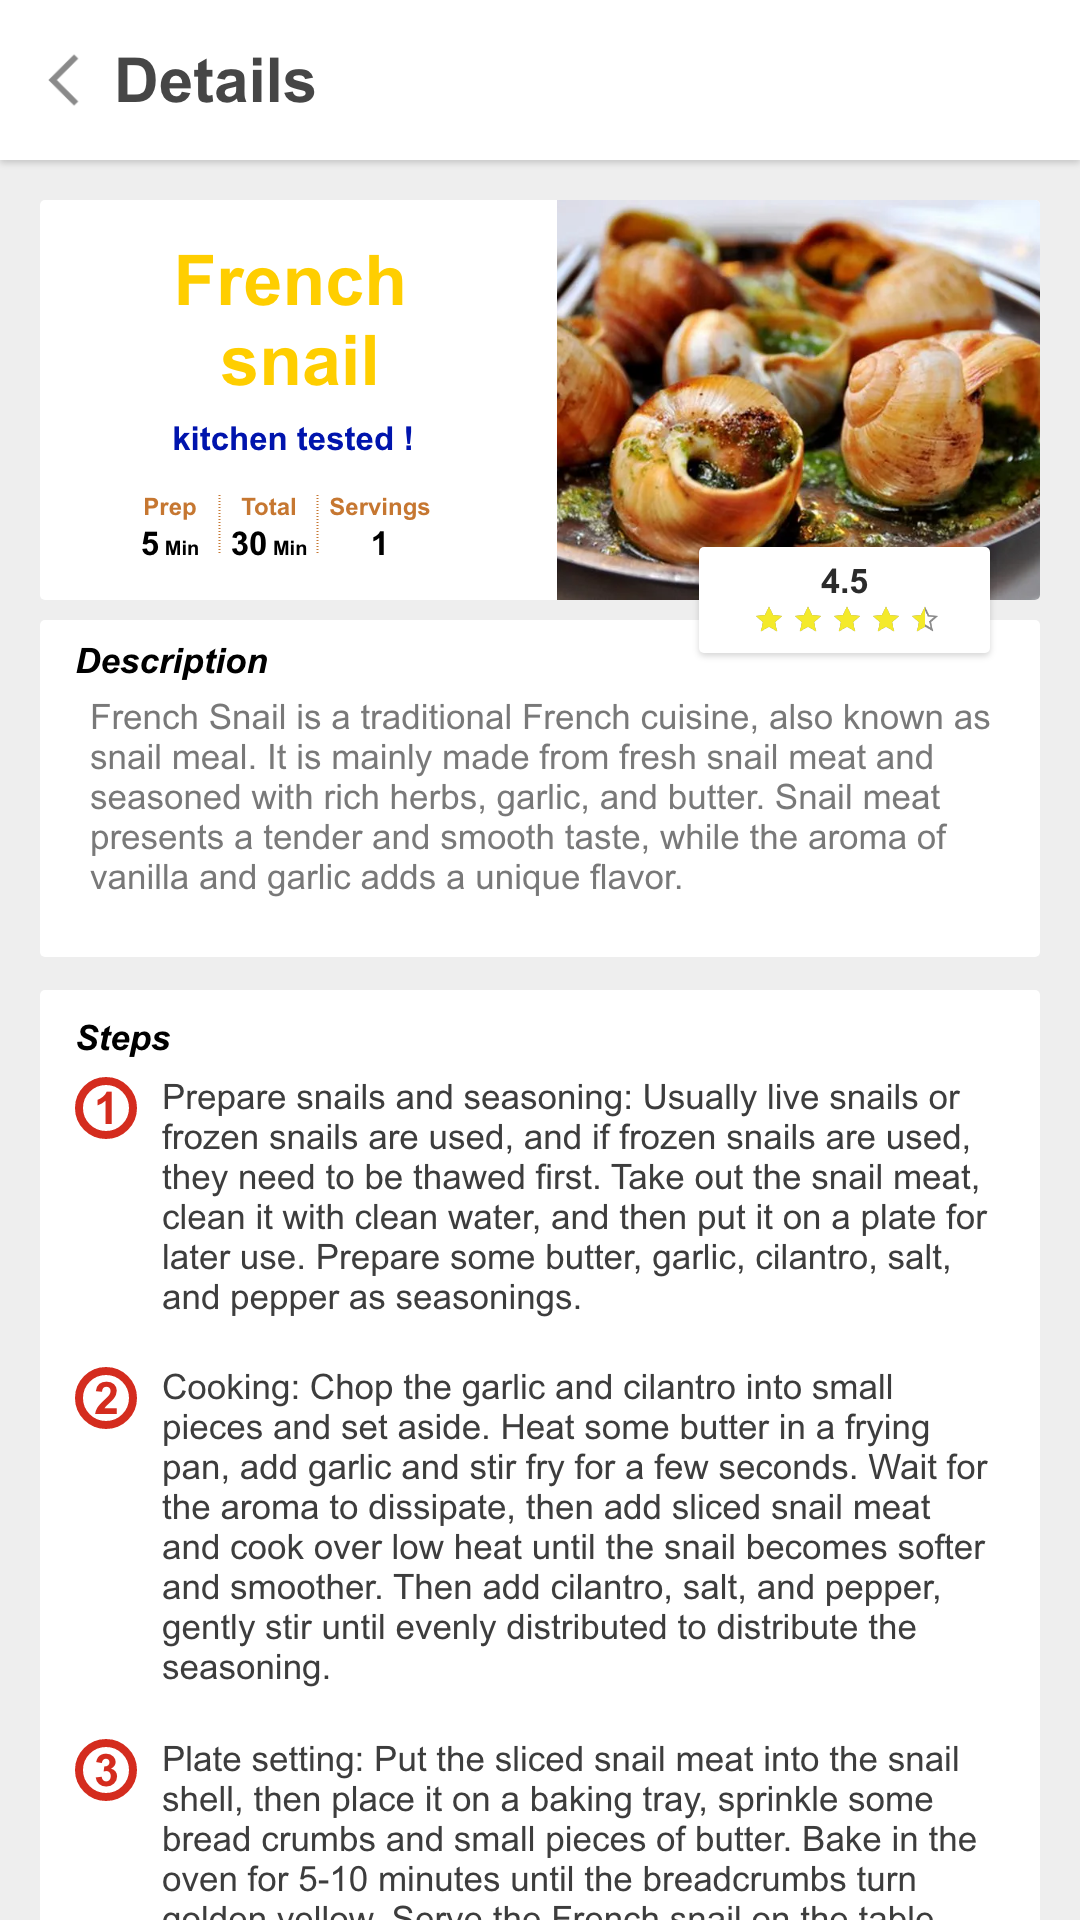 Details
French
snail
kitchen tested !
Prep Total Servings
5 Min 30 Min 1
4.5
Description
French Snail is a traditional French cuisine, also known as
snail meal. It is mainly made from fresh snail meat and
seasoned with rich herbs, garlic, and butter. Snail meat
presents a tender and smooth taste, while the aroma of
vanilla and garlic adds a unique flavor.
Steps
1 Prepare snails and seasoning: Usually live snails or
frozen snails are used, and if frozen snails are used,
they need to be thawed first. Take out the snail meat,
clean it with clean water, and then put it on a plate for
later use. Prepare some butter, garlic, cilantro, salt,
and pepper as seasonings.
2 Cooking: Chop the garlic and cilantro into small
pieces and set aside. Heat some butter in a frying
pan, add garlic and stir fry for a few seconds. Wait for
the aroma to dissipate, then add sliced snail meat
and cook over low heat until the snail becomes softer
and smoother. Then add cilantro, salt, and pepper,
gently stir until evenly distributed to distribute the
seasoning.
3 Plate setting: Put the sliced snail meat into the snail
shell, then place it on a baking tray, sprinkle some
bread crumbs and small pieces of butter. Bake in the
oven for 5-10 minutes until the breadcrumbs turn
golden yellow. Serve the French snail on the table